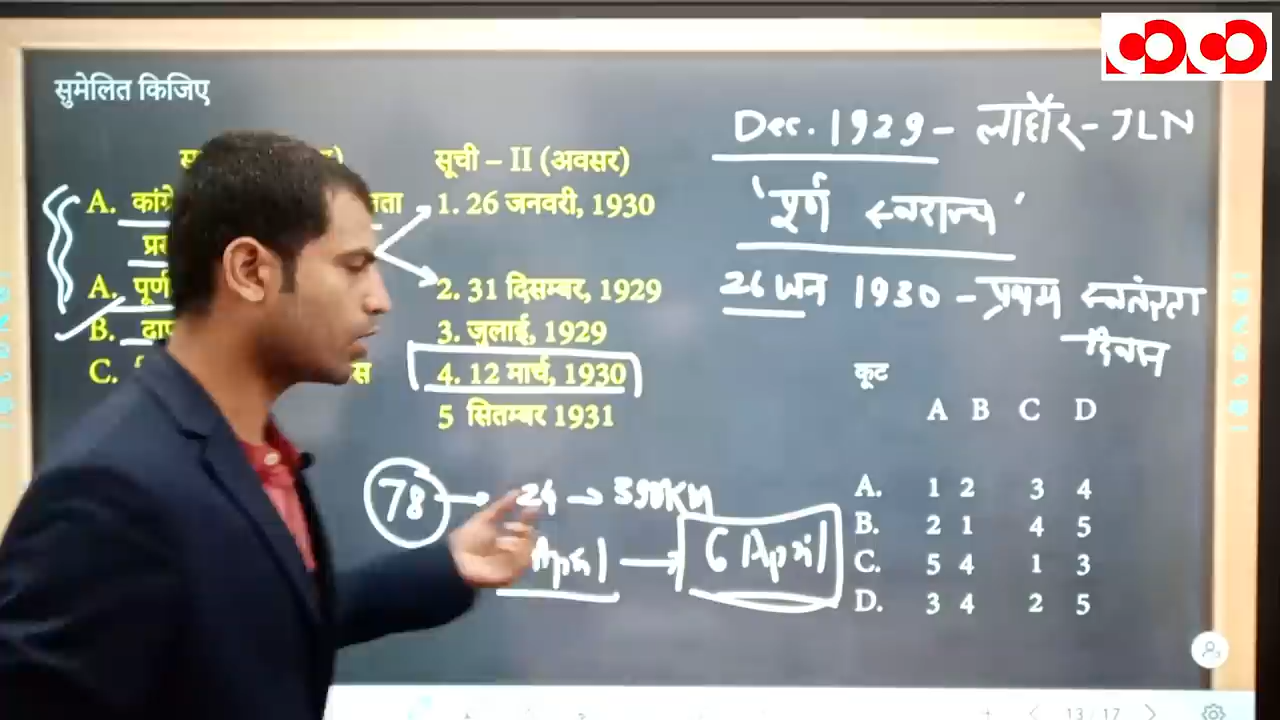 सुमेलित किजिए
सूची – II (अवसर)
A. कांग्रे
1. 26 जनवरी, 1930
A. पूर्ण
2. 31 दिसम्बर, 1929
B.
3. जुलाई, 1929
C.
4. 12 मार्च, 1930
5 सितम्बर 1931
Dec. 1929 - लाहौर - JLN
'पूर्ण स्वराज्य'
26 जन 1930 - प्रथम स्वतंत्रता
दिवस
78 → 24 → 390KM
April → 6 April
कूट
A B C D
A. 1 2 3 4
B. 2 1 4 5
C. 5 4 1 3
D. 3 4 2 5
13 / 17